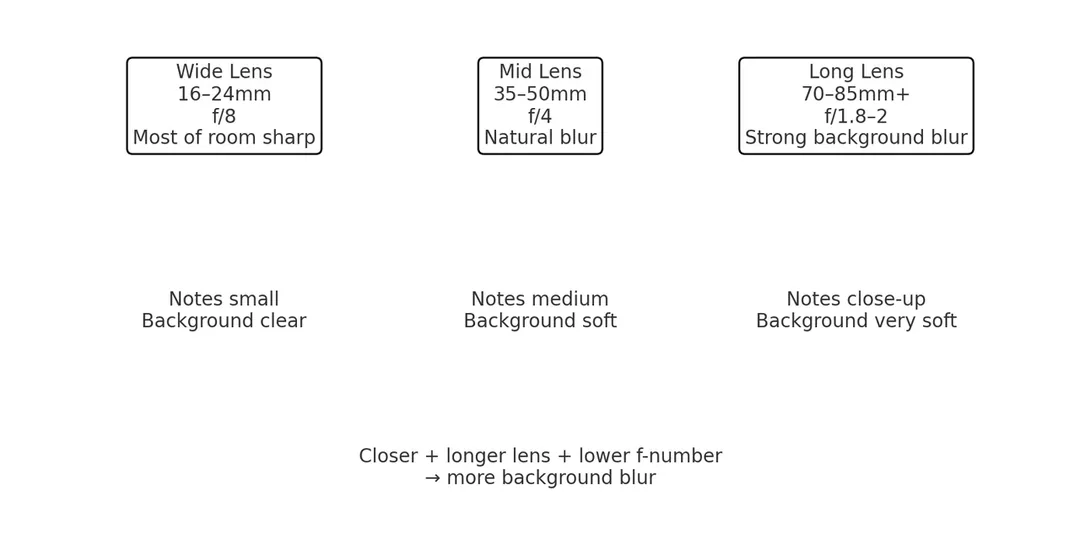 Wide Lens
16–24mm
f/8
Most of room sharp
Mid Lens
35–50mm
f/4
Natural blur
Long Lens
70–85mm+
f/1.8–2
Strong background blur
Notes small
Background clear
Notes medium
Background soft
Notes close-up
Background very soft
Closer + longer lens + lower f-number
→ more background blur